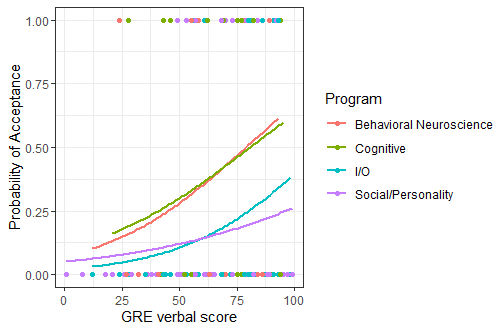 1.00
0.75
0.50
0.25
0.00
Probability of Acceptance
0
25
50
75
100
GRE verbal score
Program
Behavioral Neuroscience
Cognitive
I/O
Social/Personality